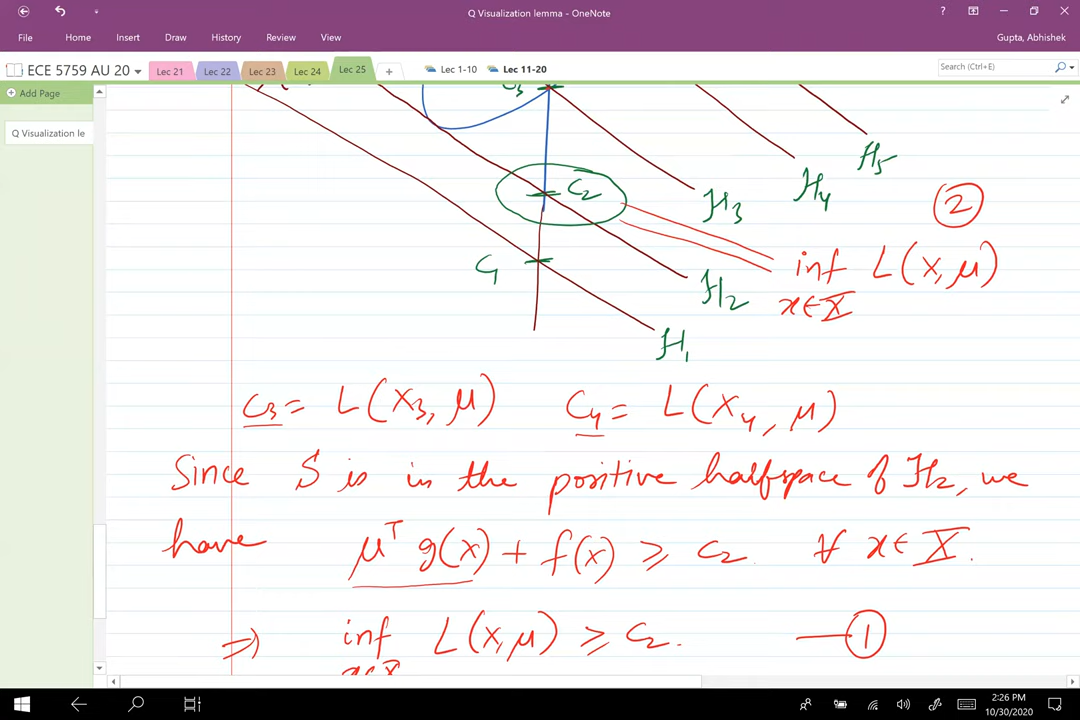 Q Visualization lemma - OneNote
?
File Home Insert Draw History Review View
Gupta, Abhishek
ECE 5759 AU 20
Lec 21
Lec 22
Lec 23
Lec 24
Lec 25
+
Lec 1-10
Lec 11-20
Search (Ctrl+E)
+ Add Page
Q Visualization le
H5
C2
H4
H3
2
inf L(x, μ)
x∈X
C1
H2
H1
C3 = L(x3, μ) C4 = L(x4, μ)
Since S is in the positive halfspace of H2, we
have μᵀ g(x) + f(x) ≥ C2 ∀ x∈X.
⇒ inf L(x, μ) ≥ C2. — 1
x∈X
2:26 PM
10/30/2020